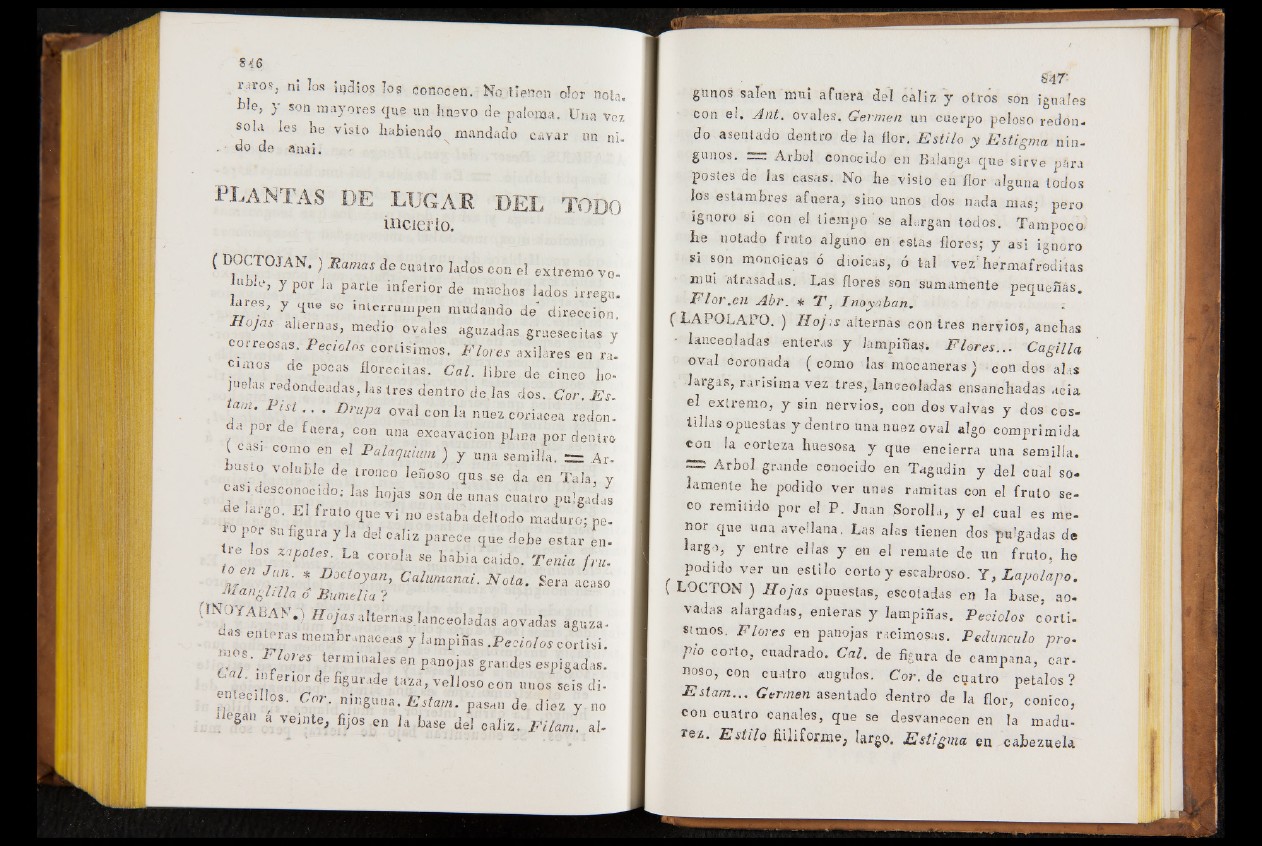 846
raros, ni los indios los conocen. No tienen olor nota-
ble, y son mayores que un huevo de paloma. Una vez
sola les he visto habiendo mandado cavar un ni-
do de anai.
PLANTAS DE LUGAR DEL TODO
incierto.
( DOCTOJAN. ) Ramas de cuatro lados con el extremo vo-
luble, y por la parte inferior de muchos lados irregu-
lares, y que se interrumpen mudando de direccion.
Hojas alternas, medio ovales aguzadas gruesecitas y
correosas. Peciolos cortisimos. Flores axilares en ra-
cimos de pocas florecitas. Cal. libre de cinco ho-
juelas redondeadas, las tres dentro de las dos. Cor. Es-
tam. Pist . . . Drupa oval con la nuez coriacea redon-
da por de fuera, con una excavacion plana por dentro
( casi como en el Palaquium ) y una semilla. = Ar-
busto voluble de tronco leñoso qus se da en Tala, y
casi desconocido; las hojas son de unas cuatro pulgadas
de largo. El fruto que vi no estaba deltodo maduro; pe-
ro por su figura y la del caliz parece que debe estar en-
tre los zapotes. La corola se habia caido. Tenia fru-
to en Jun. * Doctoyan, Calumanai. Nota. Sera acaso
Manglilla ó Bumelia ?
(INOYABAN.) Hojas alternas lanceoladas aovadas aguza-
das enteras membranaceas y lampiñas. Peciolos cortisi.
mos. Flores terminales en panojas grandes espigadas.
Cal. inferior de figura de taza, velloso con unos seis di-
entecillos. Cor. ninguna. Estam. pasan de diez y no
llegan á veinte, fijos en la base del caliz. Filam. al-
847
gunos salen mui afuera del caliz y otros son iguales
con el. Ant. ovales. Germen un cuerpo peloso redon-
do asentado dentro de la flor. Estilo y Estigma nin-
gunos. = Arbol conocido en Balanga que sirve para
postes de las casas. No he visto en flor alguna todos
los estambres afuera, sino unos dos nada mas; pero
ignoro si con el tiempo se alargan todos. Tampoco
he notado fruto alguno en estas flores; y asi ignoro
si son monoicas ó dioicas, ó tal vez hermafroditas
mui atrasadas. Las flores son sumamente pequeñas.
Flor.en Abr. * T, Inoyaban.
( LAPOLAPO. ) Hojas alternas con tres nervios, anchas
lanceoladas enteras y lampiñas. Flores... Cagilla
oval coronada ( como las mocaneras ) con dos alas
largas, rarisima vez tres, lanceoladas ensanchadas acia
el extremo, y sin nervios, con dos valvas y dos cos-
tillas opuestas y dentro una nuez oval algo comprimida
con la corteza huesosa y que encierra una semilla.
= Arbol grande conocido en Tagudin y del cual so-
lamente he podido ver unas ramitas con el fruto se-
co remitido por el P. Juan Sorolla, y el cual es me-
nor que una avellana. Las alas tienen dos pulgadas de
largo, y entre ellas y en el remate de un fruto, he
podido ver un estilo corto y escabroso. Y, Lapolapo.
( LOCTON ) Hojas opuestas, escotadas en la base, ao-
vadas alargadas, enteras y lampiñas. Peciolos corti-
simos. Flores en panojas racimosas. Pedunculo pro-
pio corto, cuadrado. Cal. de figura de campana, car-
noso, con cuatro angulos. Cor. de cuatro petalos ?
Estam... Germen asentado dentro de la flor, conico,
con cuatro canales, que se desvanecen en la madu-
rez. Estilo filiforme, largo. Estigma en cabezuela